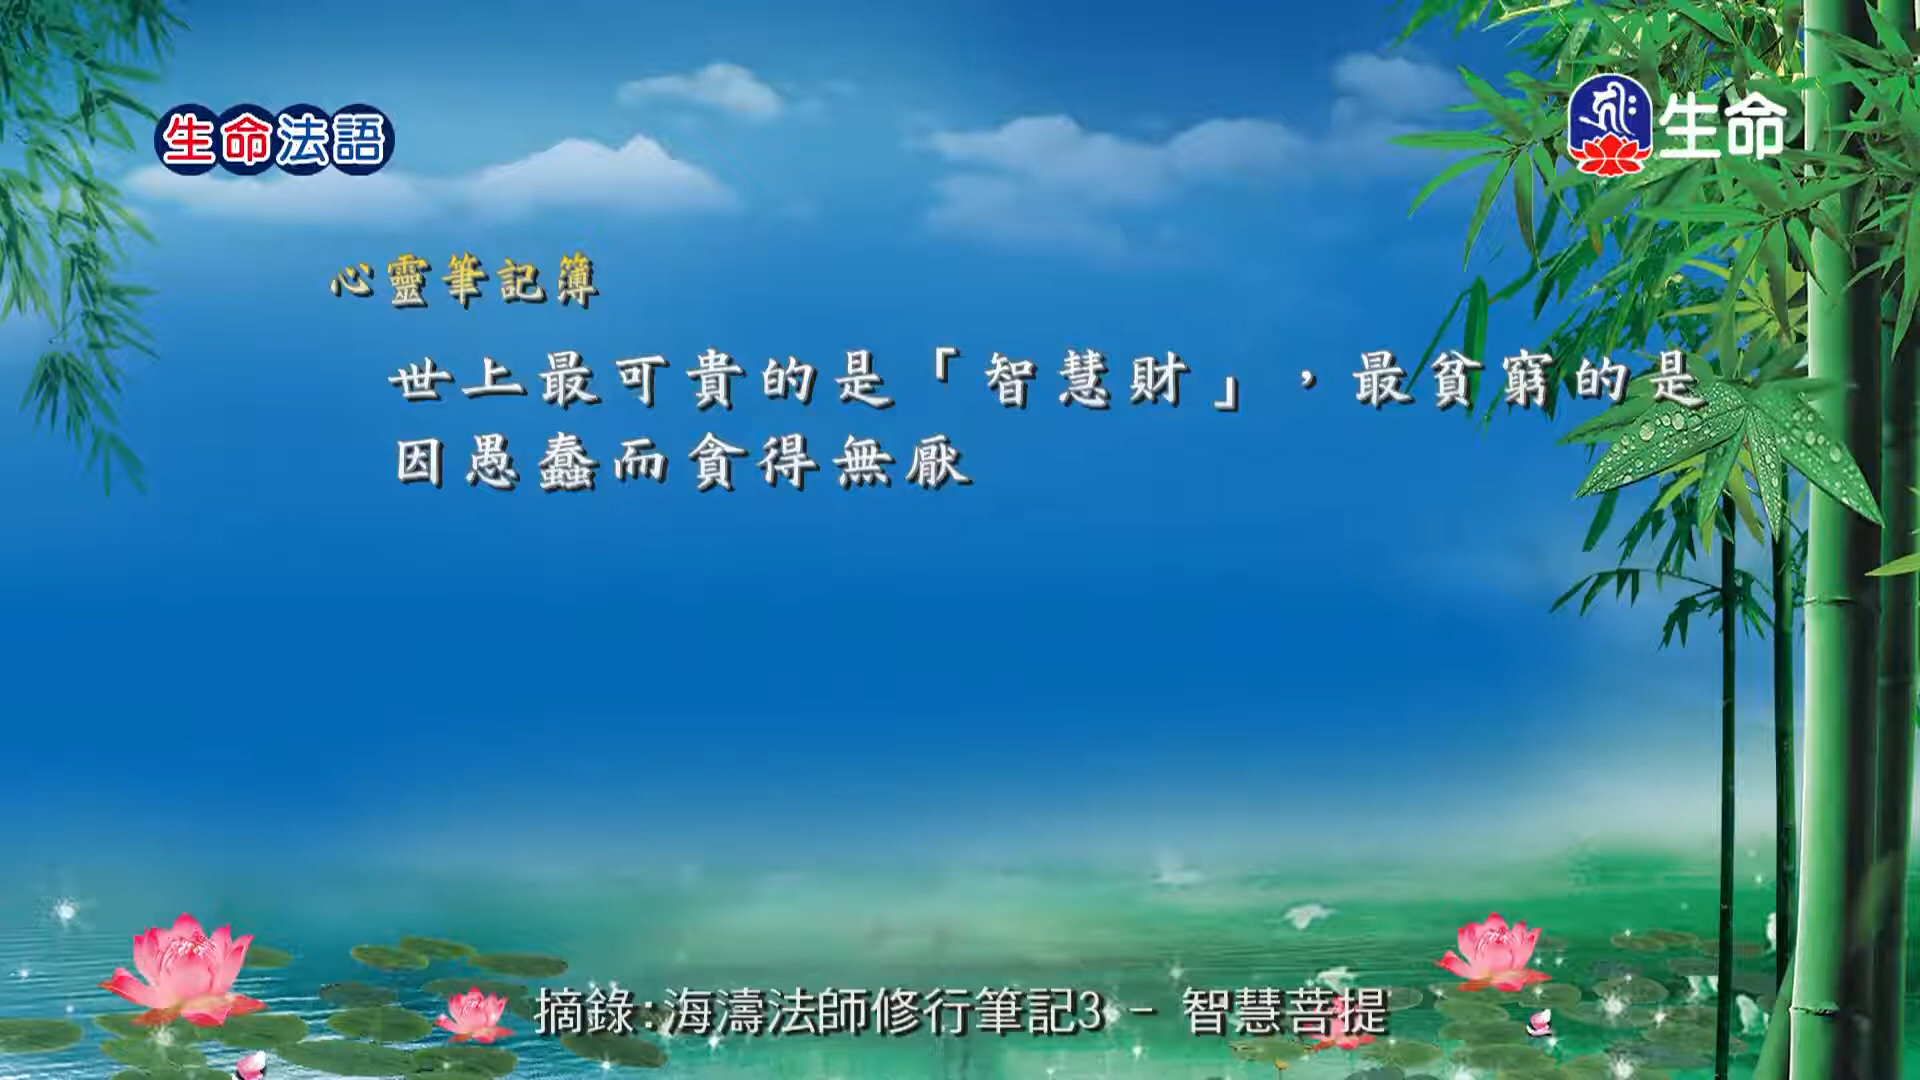 生命法語
生命
心靈筆記簿
世上最可貴的是「智慧財」，最貧窮的是
因愚蠢而貪得無厭
摘錄:海濤法師修行筆記3 - 智慧菩提